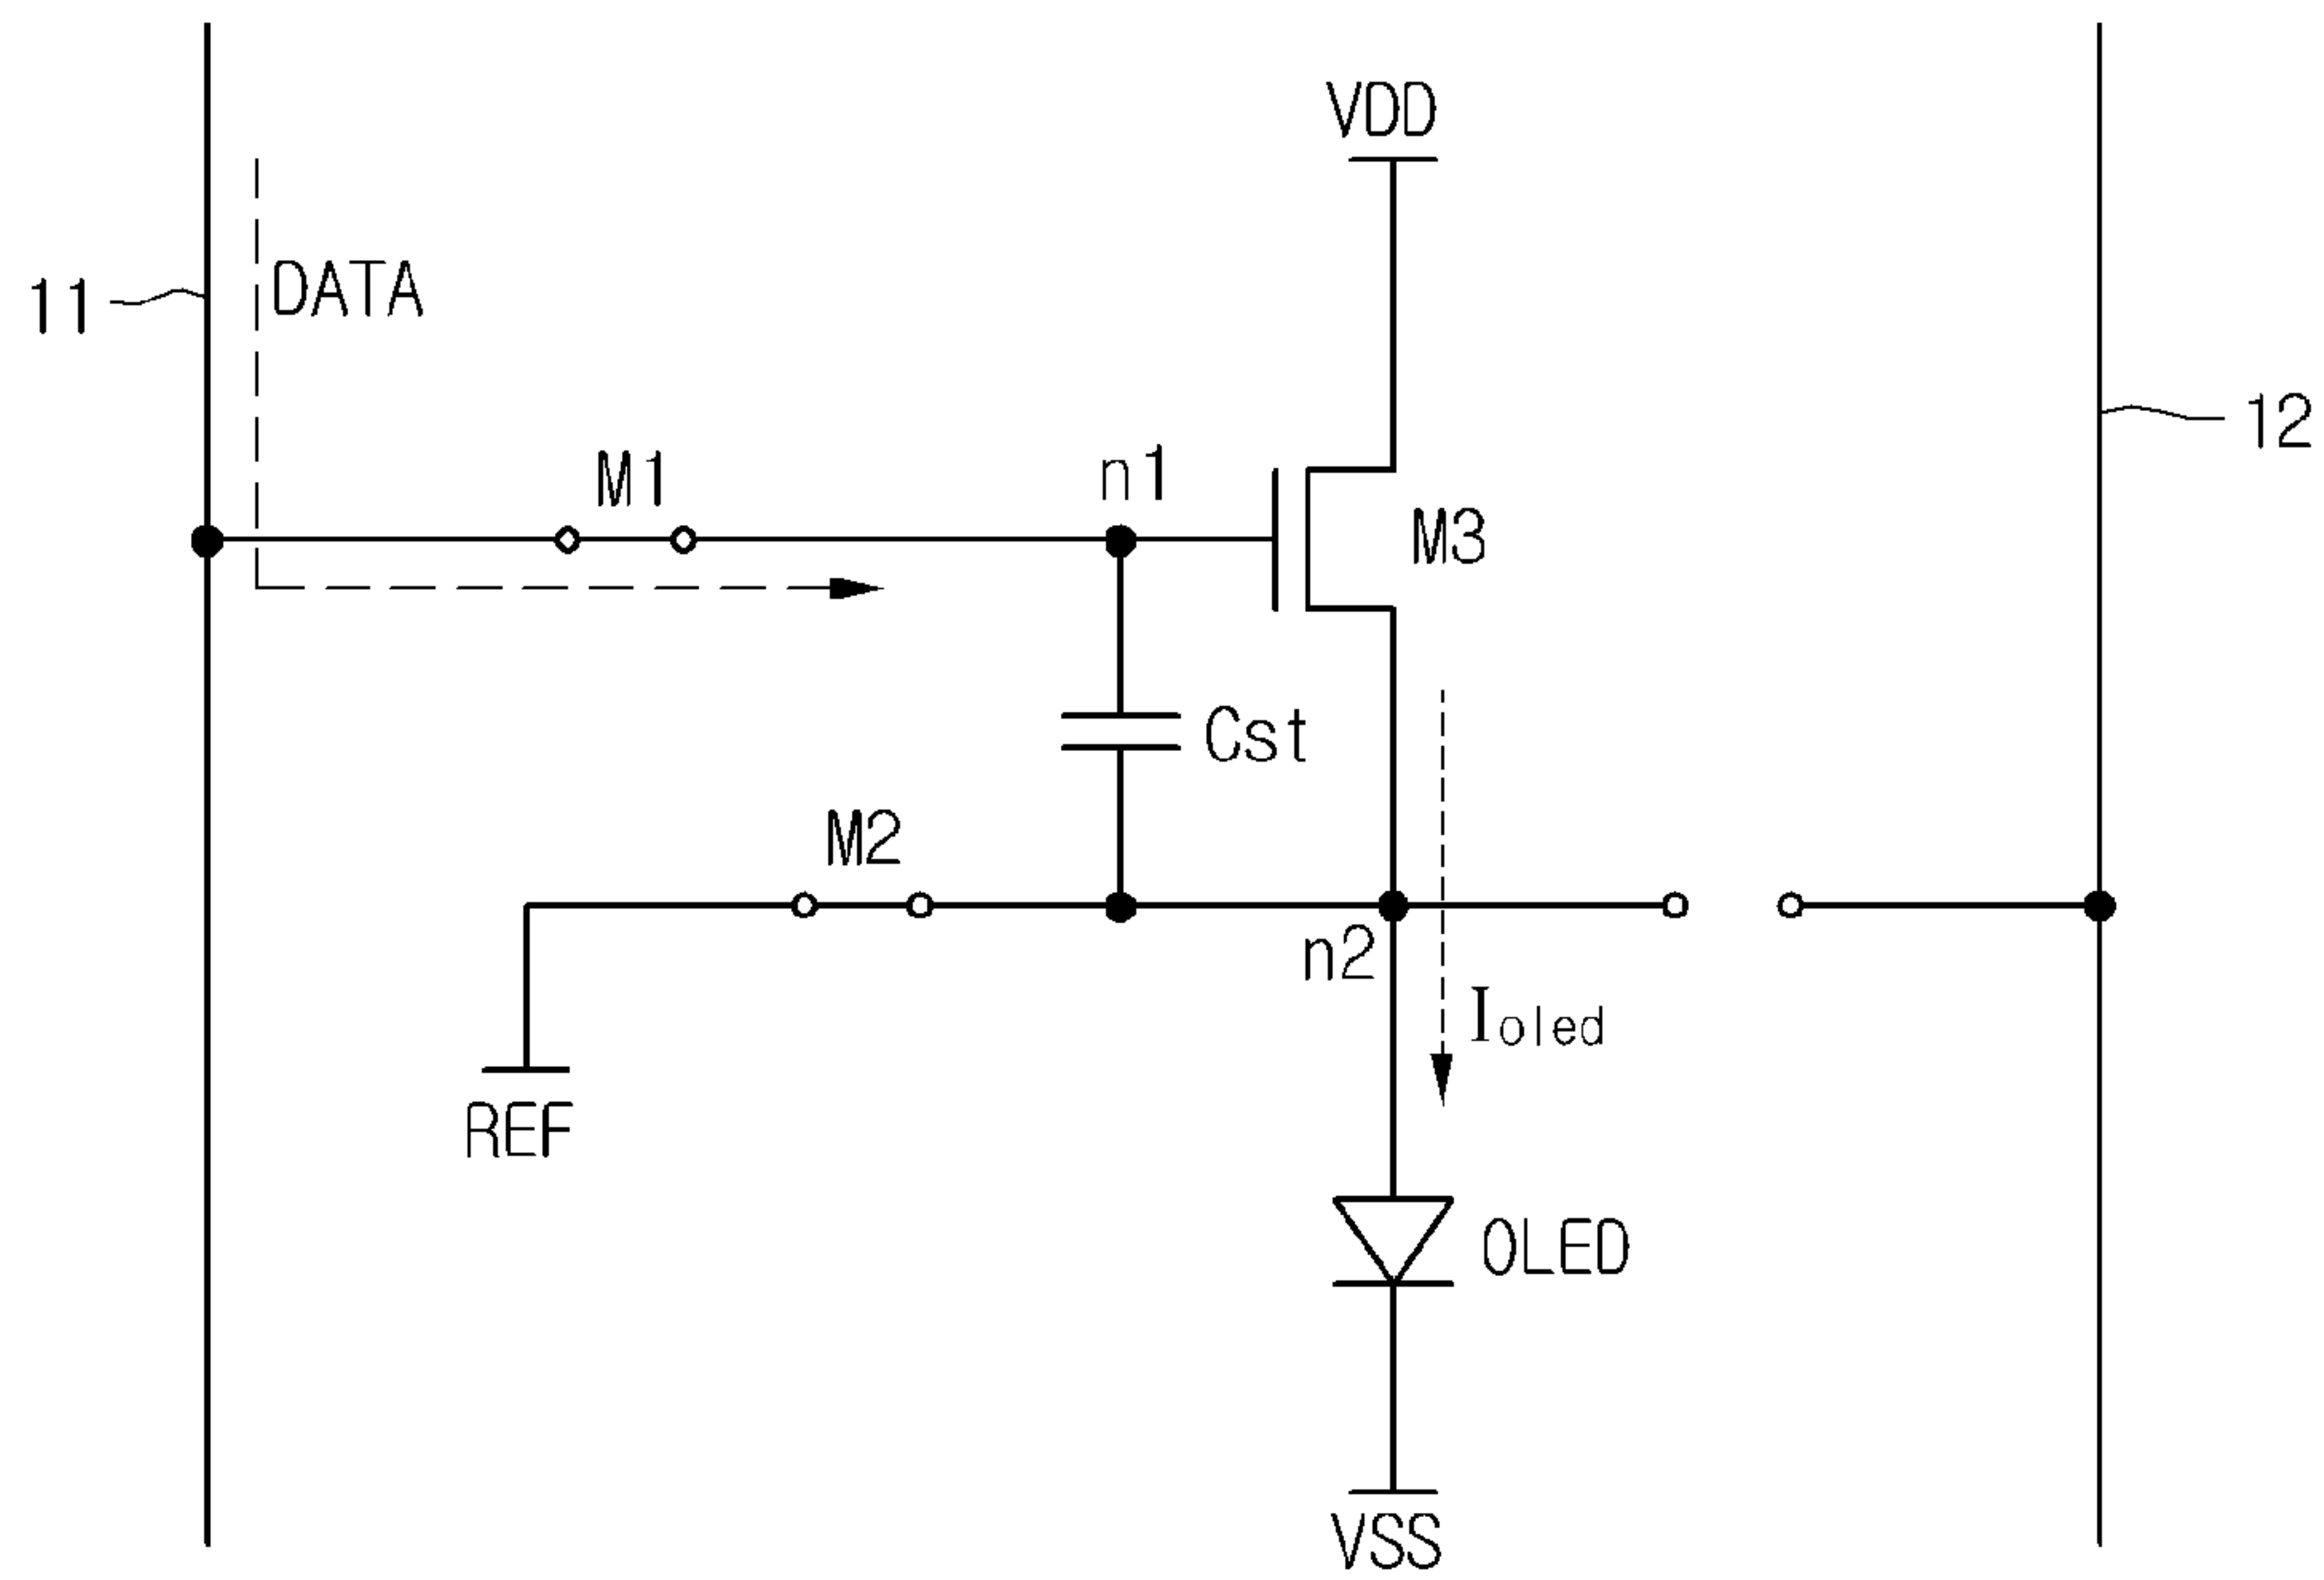 VDD
11
DATA
12
M1
n1
M3
Cst
M2
n2
Ioled
REF
OLED
VSS